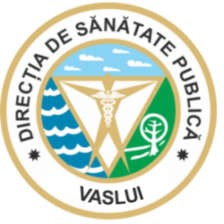 DIRECȚIA DE SĂNĂTATE PUBLICĂ
VASLUI